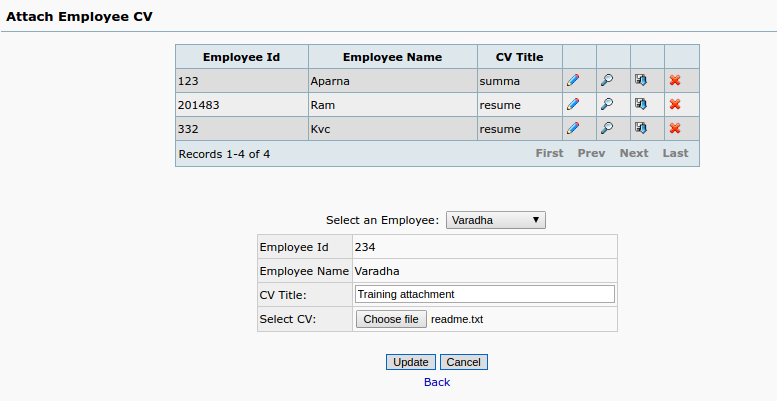 Attach Employee CV
Employee Id Employee Name CV Title
123 Aparna summa
201483 Ram resume
332 Kvc resume
Records 1-4 of 4 First Prev Next Last
Select an Employee: Varadha
Employee Id 234
Employee Name Varadha
CV Title: Training attachment
Select CV: Choose file readme.txt
Update Cancel
Back